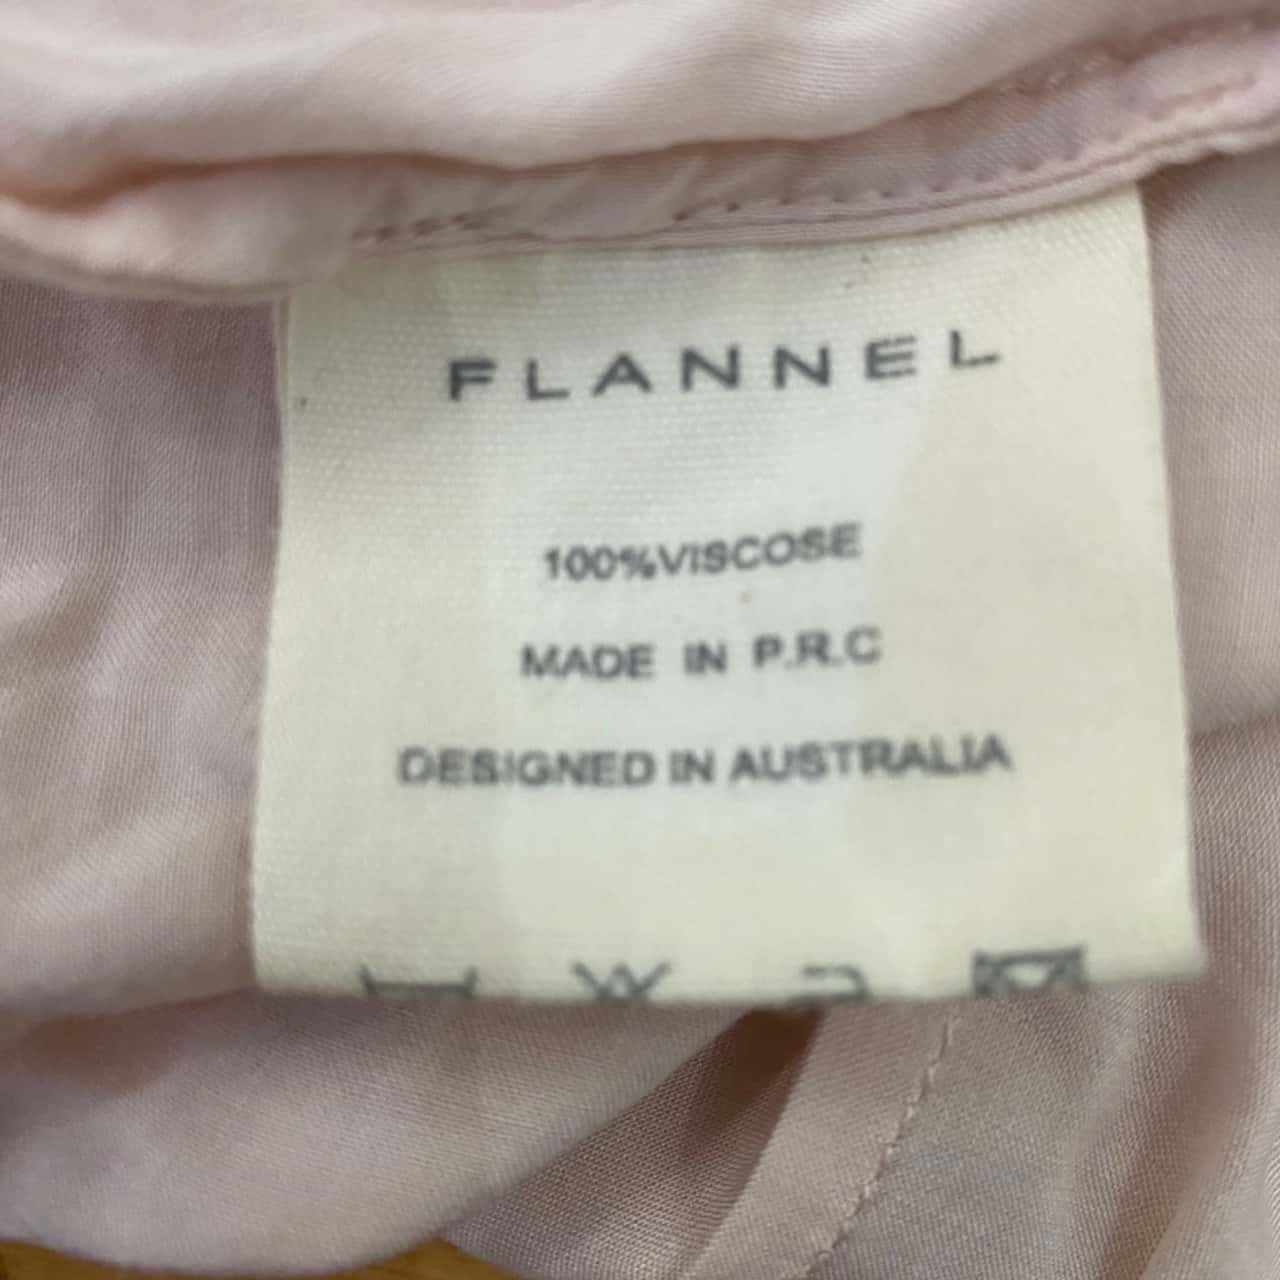 FLANNEL
100%VISCOSE
MADE IN P.R.C
DESIGNED IN AUSTRALIA